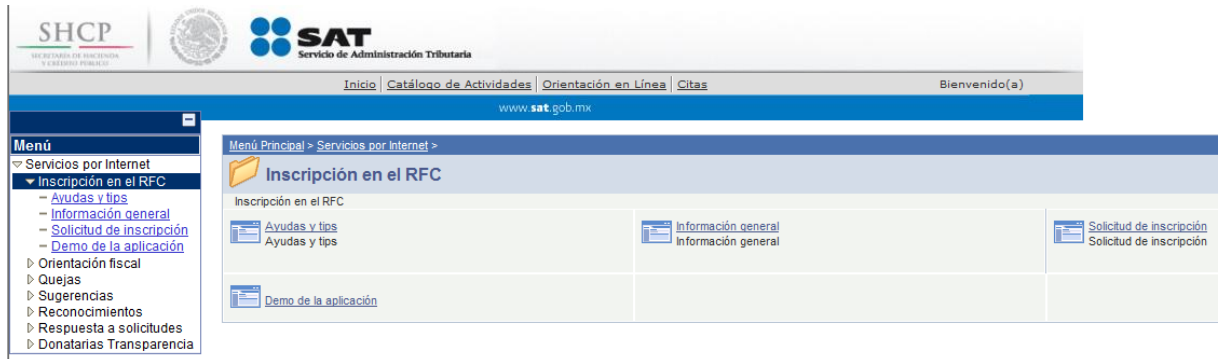 SHCP
SECRETARÍA DE HACIENDA
Y CRÉDITO PÚBLICO
SAT
Servicio de Administración Tributaria
Inicio | Catálogo de Actividades | Orientación en Línea | Citas
Bienvenido(a)
www.sat.gob.mx
Menú
Servicios por Internet
Inscripción en el RFC
Ayudas y tips
Información general
Solicitud de inscripción
Demo de la aplicación
Orientación fiscal
Quejas
Sugerencias
Reconocimientos
Respuesta a solicitudes
Donatarias Transparencia
Menú Principal > Servicios por Internet >
Inscripción en el RFC
Inscripción en el RFC
Ayudas y tips
Ayudas y tips
Información general
Información general
Solicitud de inscripción
Solicitud de inscripción
Demo de la aplicación